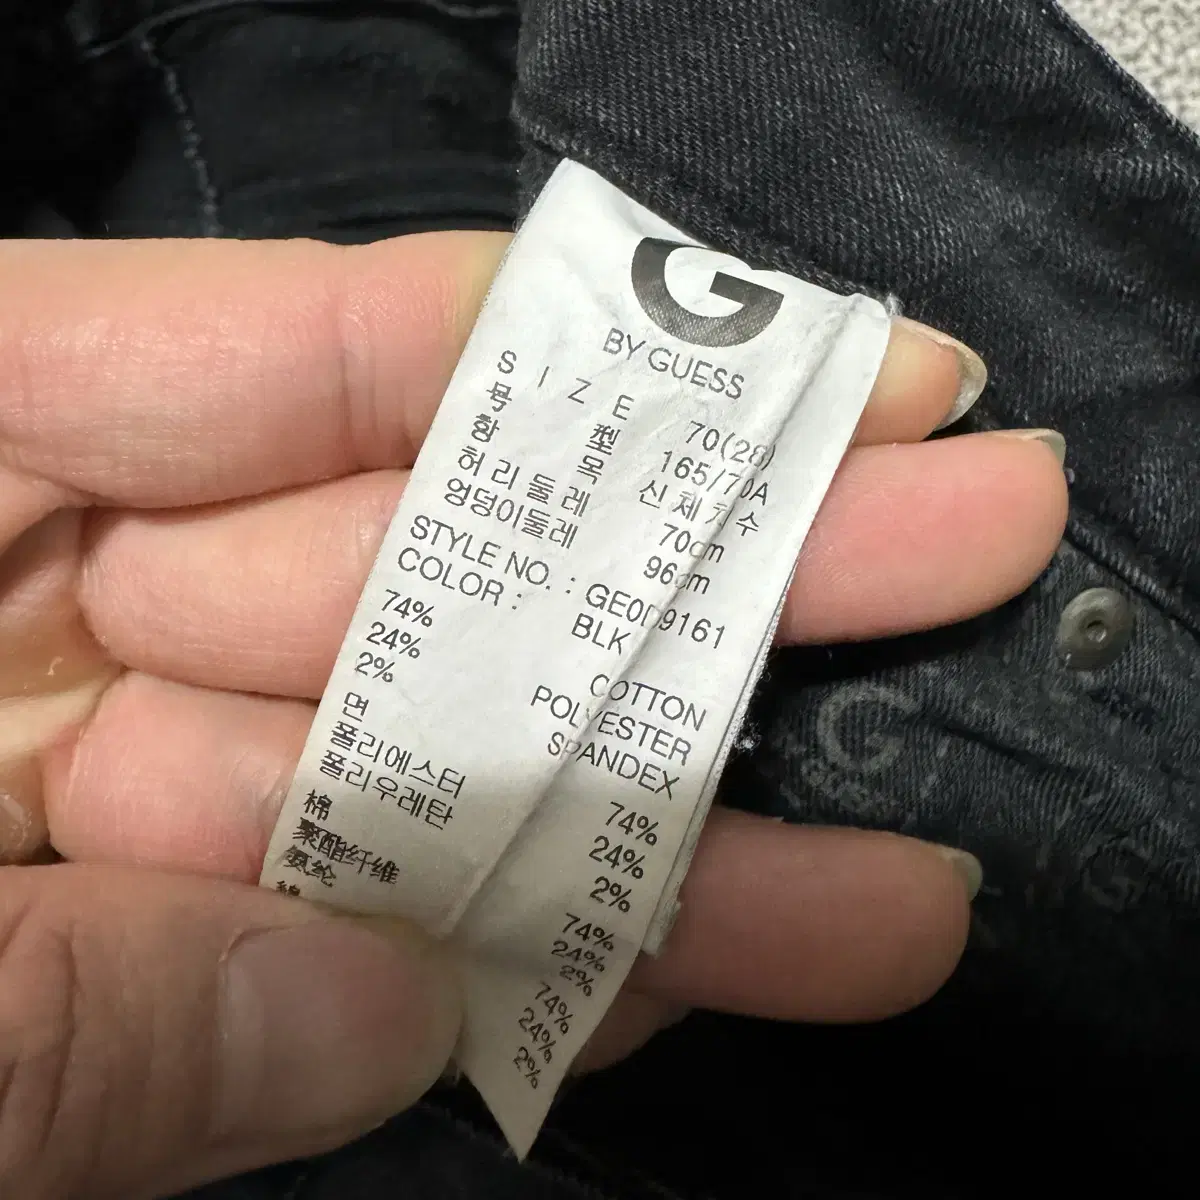 G
BY GUESS
SIZE 70(28)
号型 165/70A
항목 신체치수
허리둘레 70cm
엉덩이둘레 96cm
STYLE NO. : GE0D9161
COLOR : BLK
74% COTTON
24% POLYESTER
2% SPANDEX
면 74%
폴리에스터 24%
폴리우레탄 2%
棉 74%
聚酯纤维 24%
氨纶 2%
74%
24%
2%
G